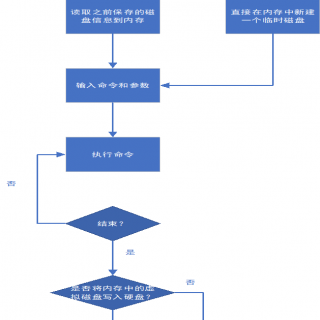 读取之前保存的磁
盘信息到内存
直接在内存中新建
一个临时磁盘
输入命令和参数
执行命令
否
结束？
是
是否将内存中的虚
拟磁盘写入硬盘？
否